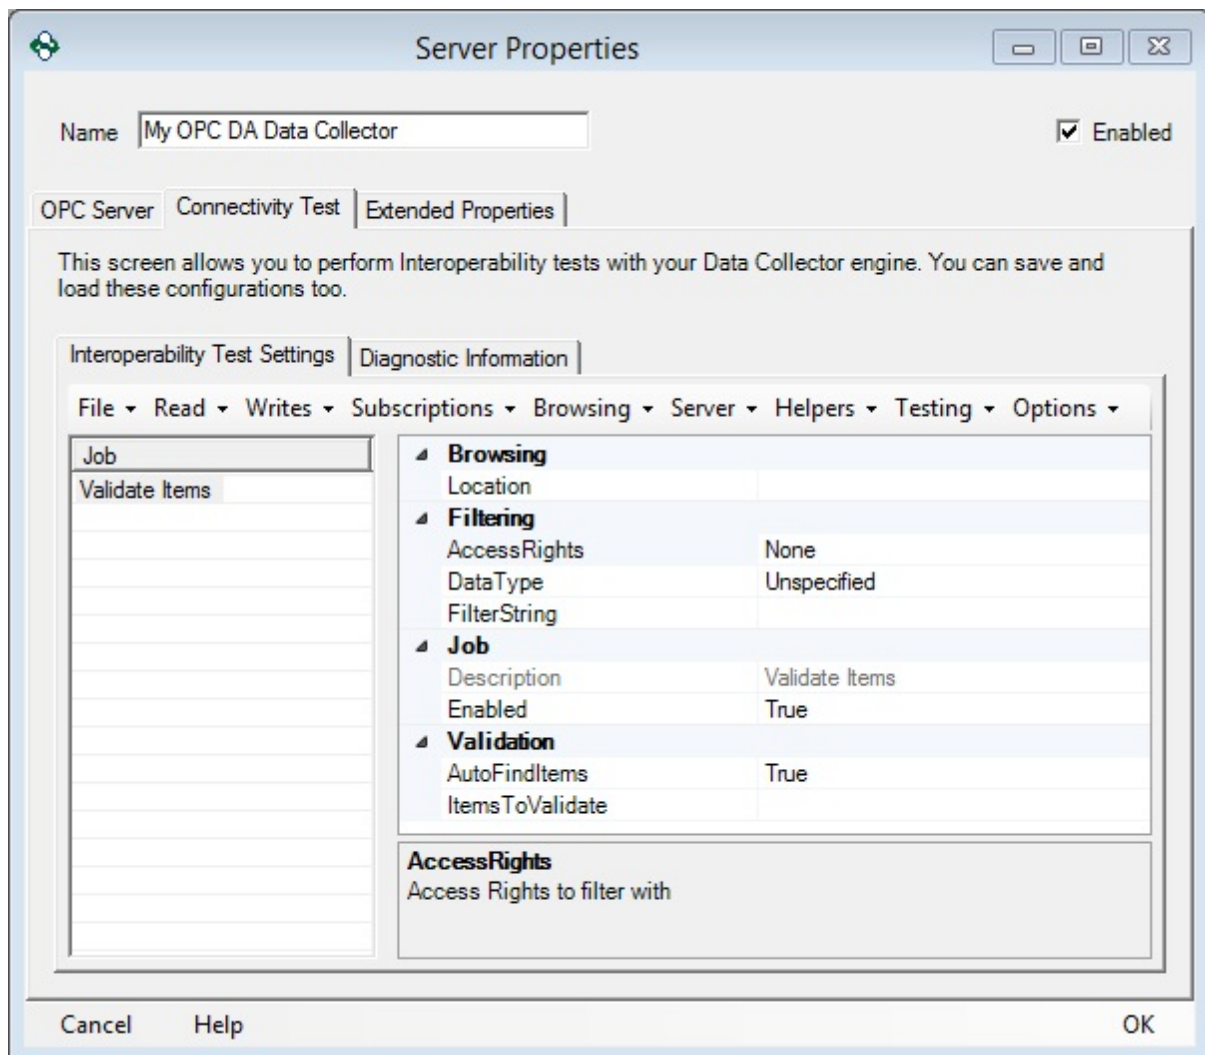 Server Properties
Name My OPC DA Data Collector Enabled
OPC Server Connectivity Test Extended Properties
This screen allows you to perform Interoperability tests with your Data Collector engine. You can save and
load these configurations too.
Interoperability Test Settings Diagnostic Information
File Read Writes Subscriptions Browsing Server Helpers Testing Options
Job
Validate Items
Browsing
Location
Filtering
AccessRights None
DataType Unspecified
FilterString
Job
Description Validate Items
Enabled True
Validation
AutoFindItems True
ItemsToValidate
AccessRights
Access Rights to filter with
Cancel Help OK